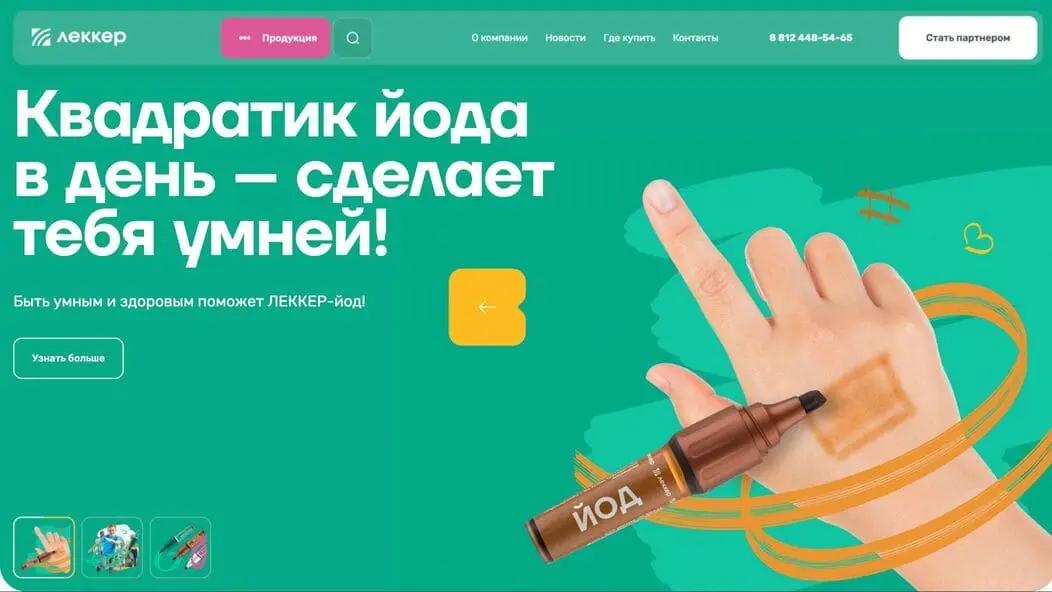 леккер
••• Продукция
О компании Новости Где купить Контакты
8 812 448-54-65
Стать партнером
Квадратик йода
в день — сделает
тебя умней!
Быть умным и здоровым поможет ЛЕККЕР-йод!
Узнать больше
йод
леккер